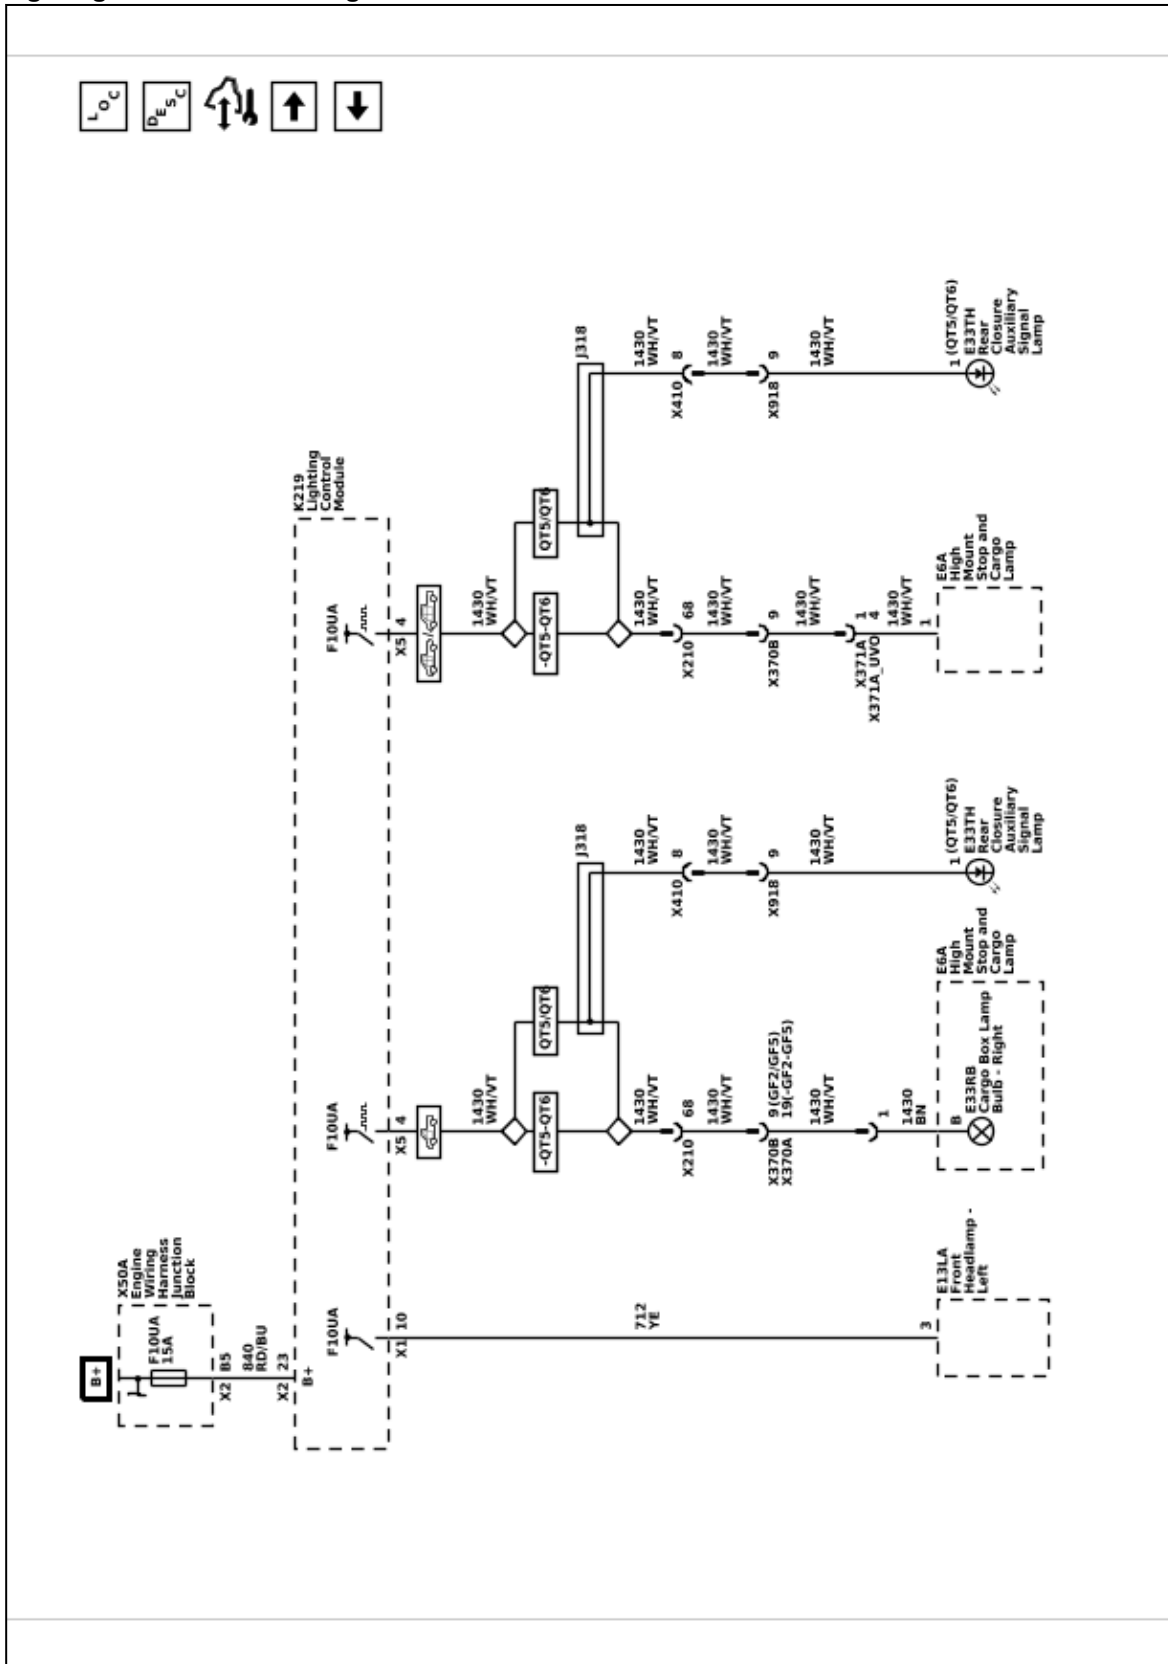 LOC
DESC
B+
X50A
Engine
Wiring
Harness
Junction
Block
F10UA
15A
X2 B5
840
RD/BU
X2 23
B+
K219
Lighting
Control
Module
F10UA
X1 10
712
YE
3
E13LA
Front
Headlamp -
Left
F10UA
X5 4
1430
WH/VT
-QT5-QT6
QT5/QT6
J318
1430
WH/VT
X210 68
1430
WH/VT
X370B 9(GF2/GF5)
X370A 19(-GF2-GF5)
1430
WH/VT
1
1430
BN
B
E33RB
Cargo Box Lamp
Bulb - Right
E6A
High
Mount
Stop and
Cargo
Lamp
1430
WH/VT
X410 8
1430
WH/VT
X918 9
1430
WH/VT
1 (QT5/QT6)
E33TH
Rear
Closure
Auxiliary
Signal
Lamp
F10UA
X5 4
/
1430
WH/VT
-QT5-QT6
QT5/QT6
J318
1430
WH/VT
X210 68
1430
WH/VT
X370B 9
1430
WH/VT
X371A 1
X371A_UVO 4
1430
WH/VT
1
E6A
High
Mount
Stop and
Cargo
Lamp
1430
WH/VT
X410 8
1430
WH/VT
X918 9
1430
WH/VT
1 (QT5/QT6)
E33TH
Rear
Closure
Auxiliary
Signal
Lamp